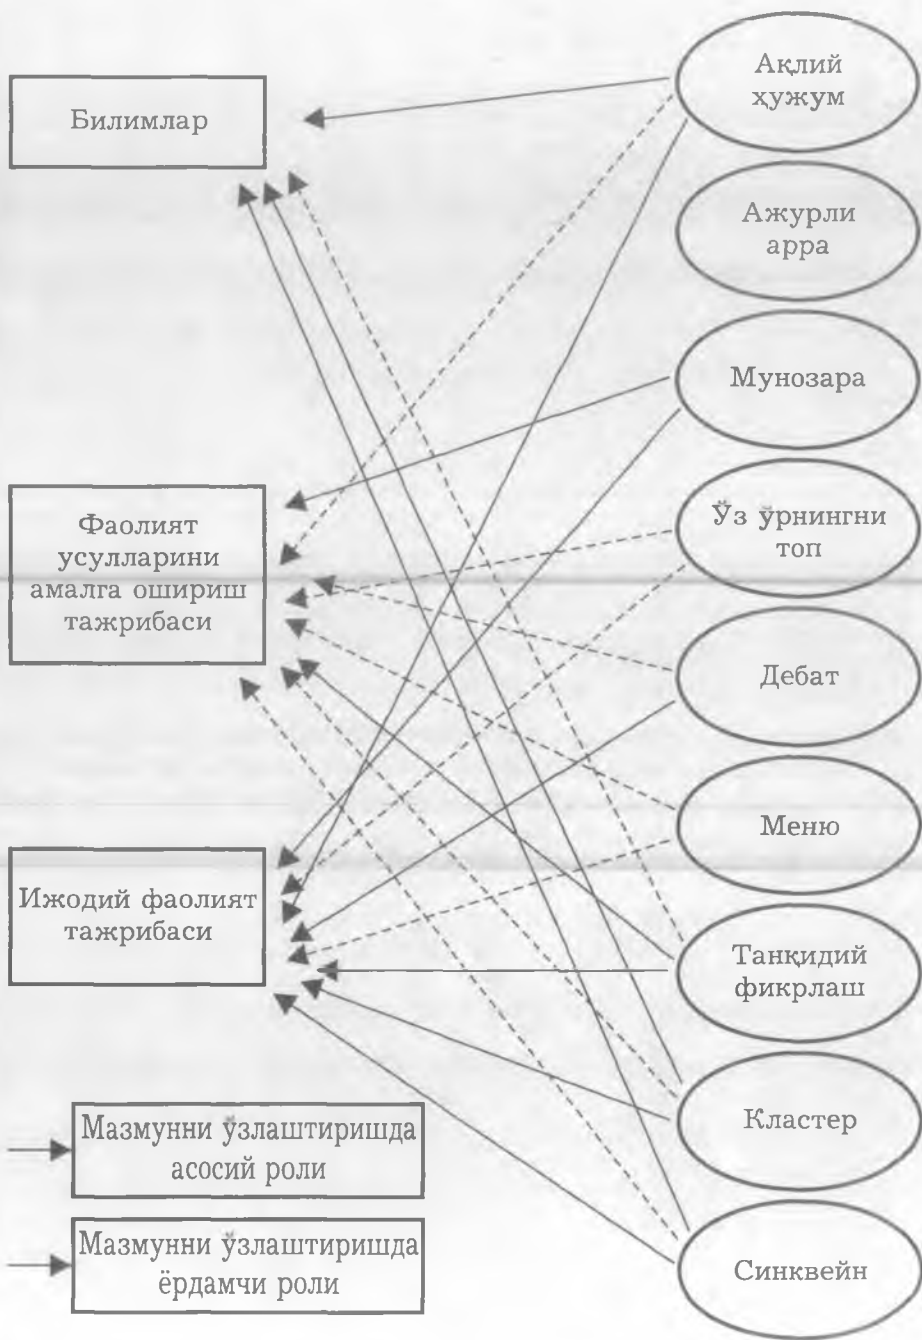 Билимлар
Фаолият
усулларини
амалга ошириш
тажрибаси
Ижодий фаолият
тажрибаси
Мазмунни ўзлаштиришда
асосий роли
Мазмунни ўзлаштиришда
ёрдамчи роли
Ақлий
ҳужум
Ажурли
арра
Мунозара
Ўз ўрнингни
топ
Дебат
Меню
Танқидий
фикрлаш
Кластер
Синквейн